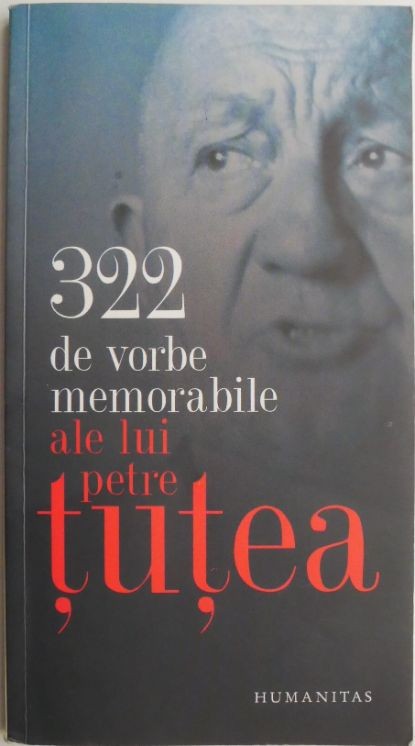 322
de vorbe
memorabile
ale lui
petre
țuțea
HUMANITAS